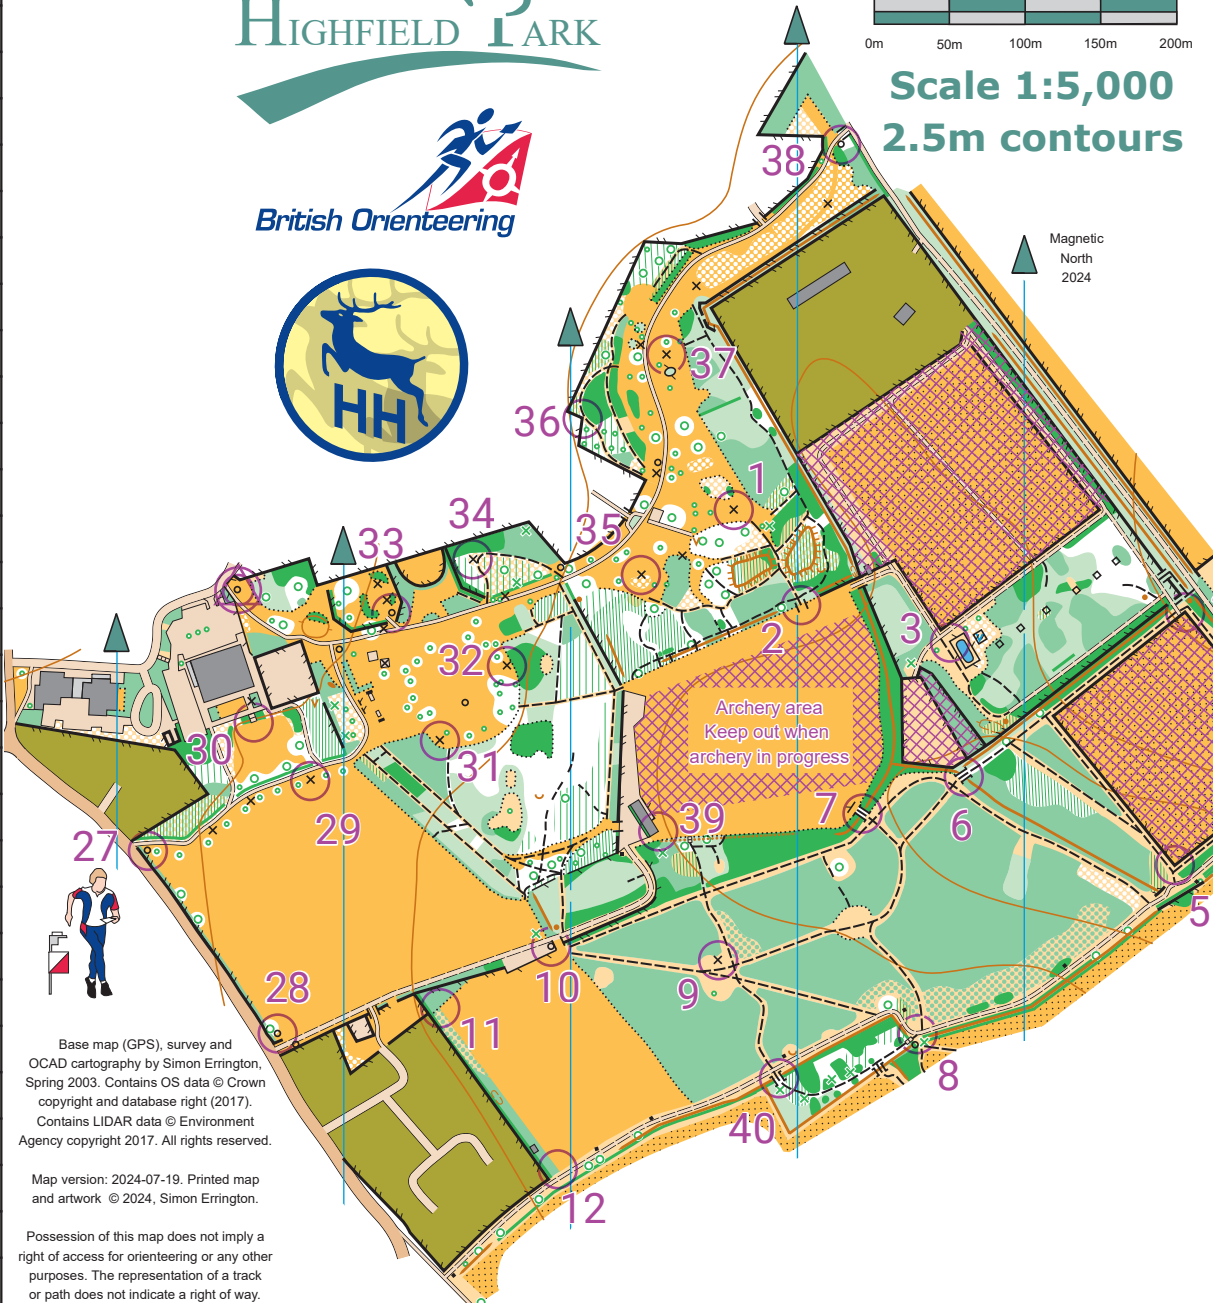 HIGHFIELD PARK
0m 50m 100m 150m 200m
Scale 1:5,000
2.5m contours
British Orienteering
HH
Magnetic
North
2024
38
37
36
1
34
35
33
2
3
32
Archery area
Keep out when
archery in progress
30
31
29
39
7
6
27
5
28
10
9
11
8
40
12
Base map (GPS), survey and
OCAD cartography by Simon Errington,
Spring 2003. Contains OS data © Crown
copyright and database right (2017).
Contains LIDAR data © Environment
Agency copyright 2017. All rights reserved.
Map version: 2024-07-19. Printed map
and artwork © 2024, Simon Errington.
Possession of this map does not imply a
right of access for orienteering or any other
purposes. The representation of a track
or path does not indicate a right of way.